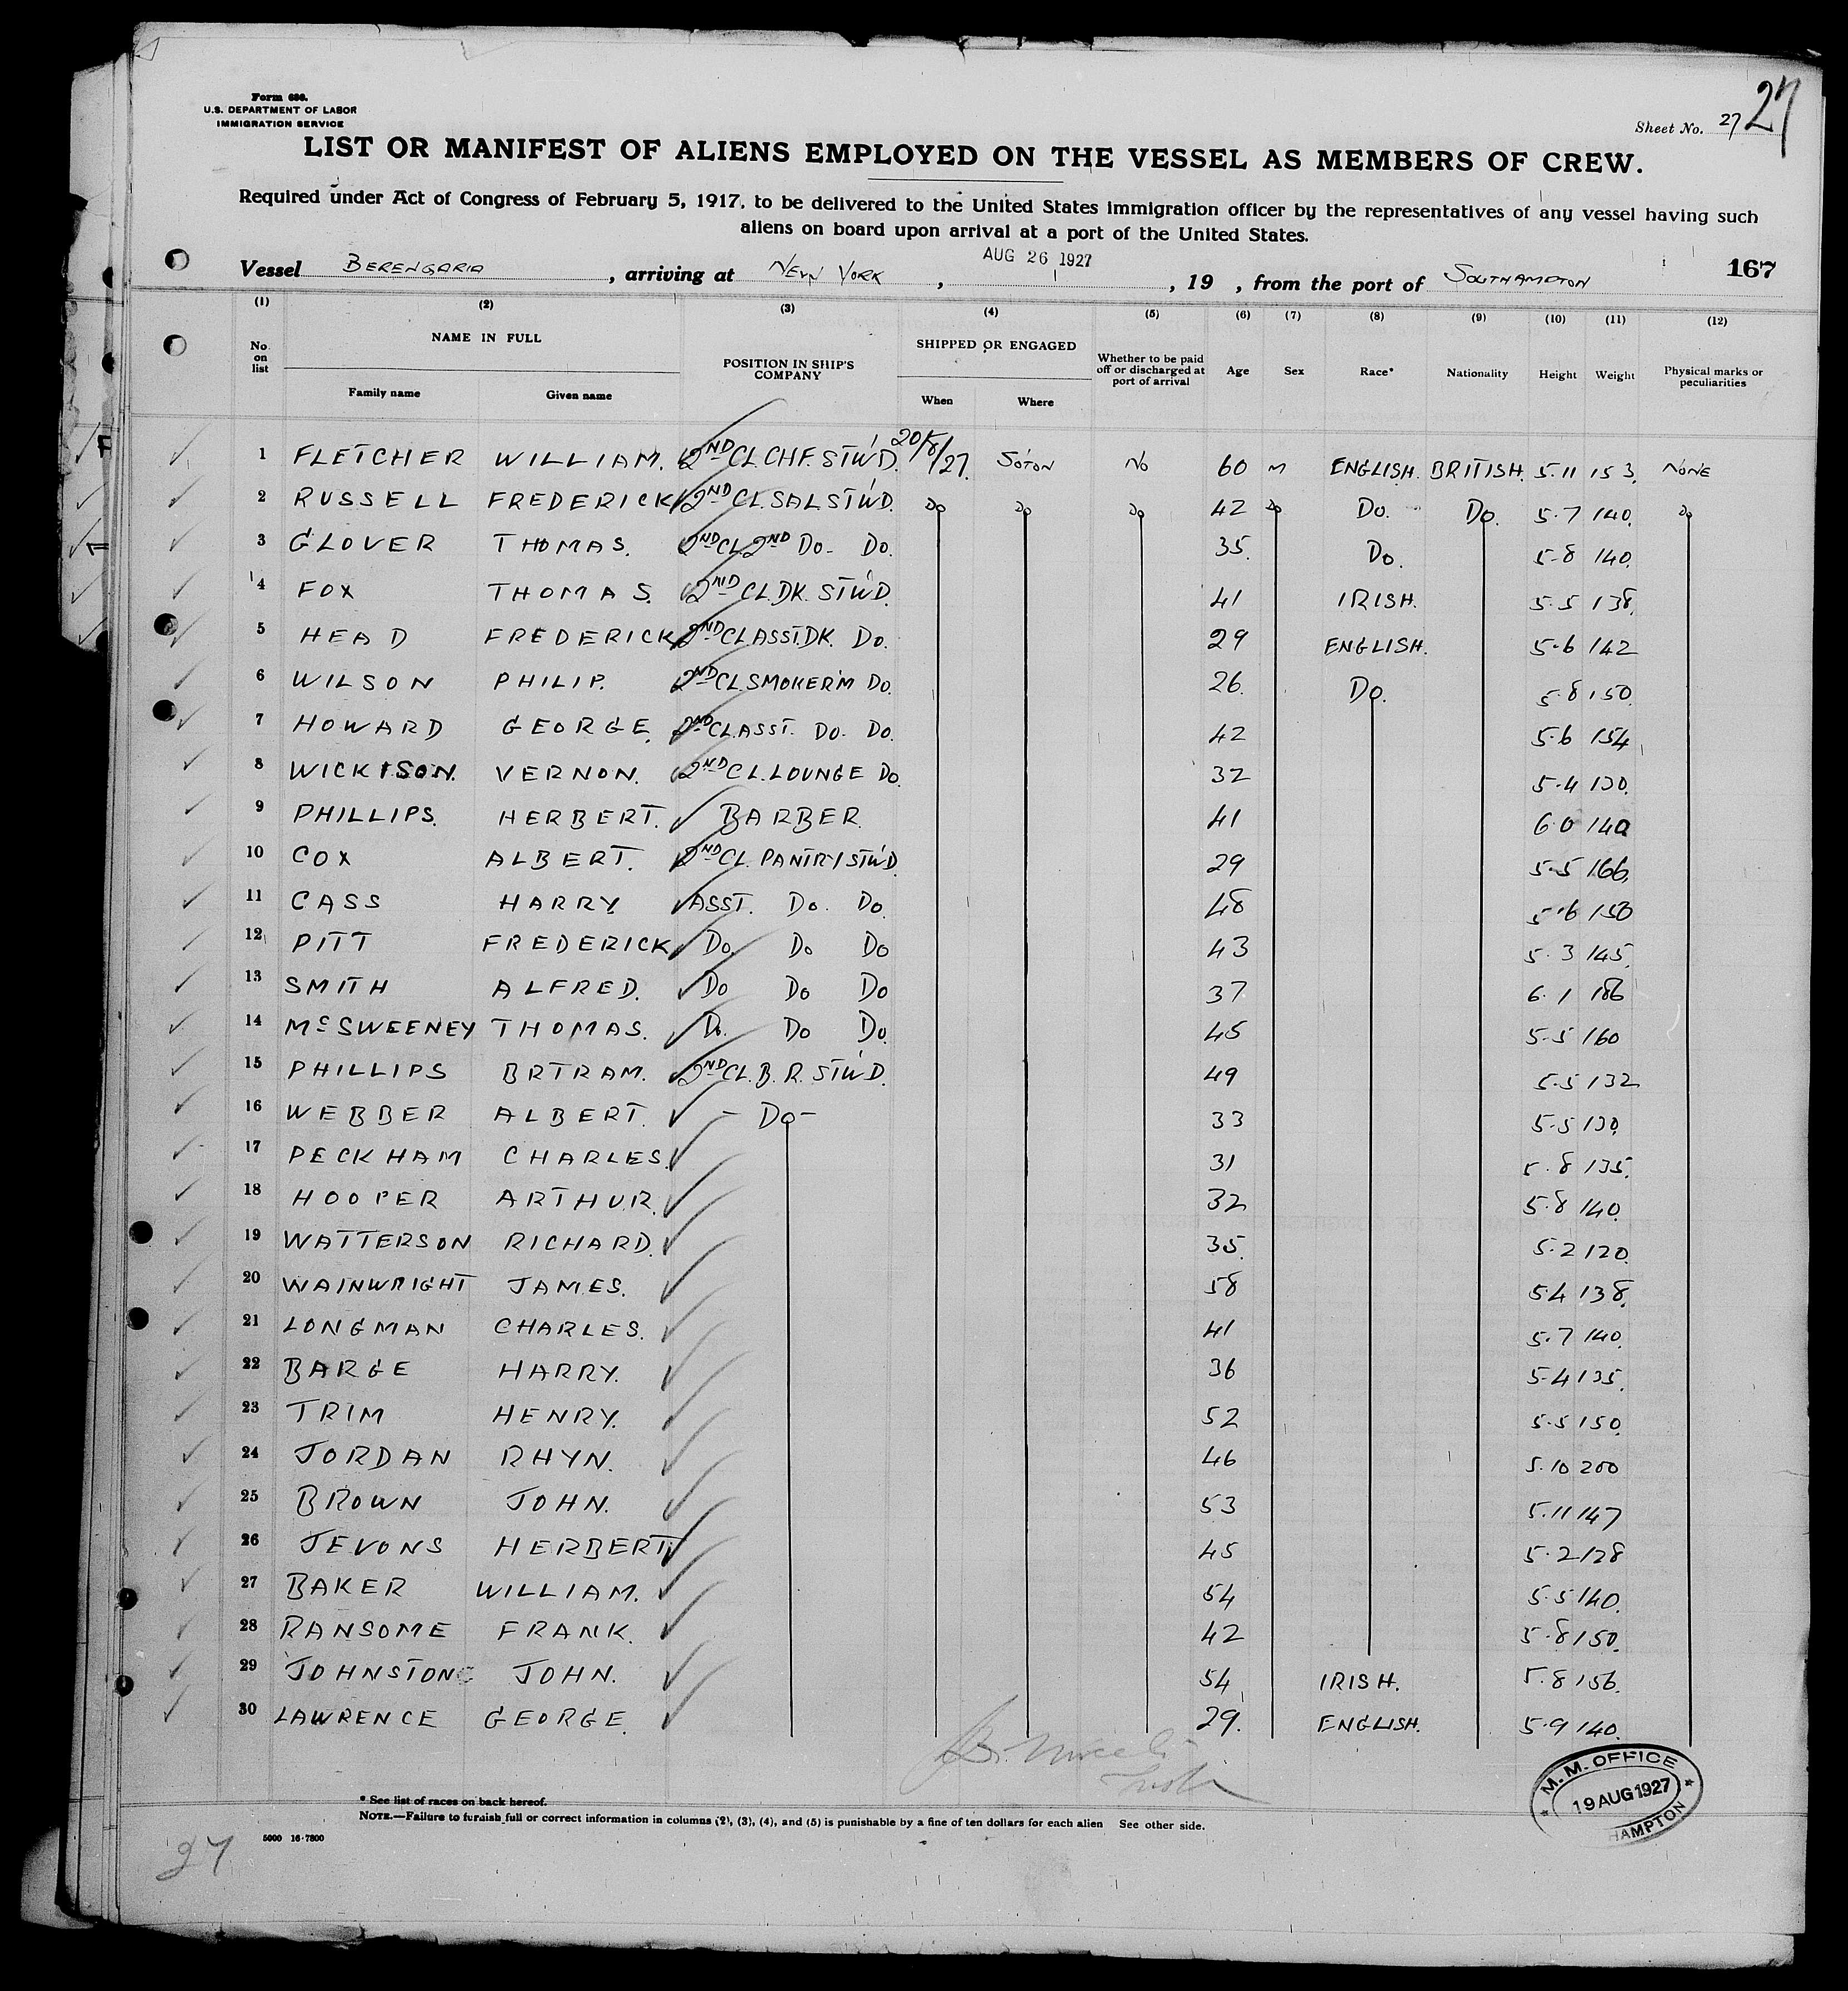 Form 686.
U.S. DEPARTMENT OF LABOR
IMMIGRATION SERVICE
Sheet No. 27 27
LIST OR MANIFEST OF ALIENS EMPLOYED ON THE VESSEL AS MEMBERS OF CREW.
Required under Act of Congress of February 5, 1917, to be delivered to the United States immigration officer by the representatives of any vessel having such
aliens on board upon arrival at a port of the United States.
Vessel BERENGARIA, arriving at NEW YORK, AUG 26 1927, 19 , from the port of SOUTHAMPTON 167
(1) (2) (3) (4) (5) (6) (7) (8) (9) (10) (11) (12)
No. on list NAME IN FULL Family name Given name POSITION IN SHIP'S COMPANY SHIPPED OR ENGAGED When Where Whether to be paid off or discharged at port of arrival Age Sex Race* Nationality Height Weight Physical marks or peculiarities
1 FLETCHER WILLIAM. 2ND CL. CHF. STW'D. 20/8/27. SOTON NO 60 M ENGLISH. BRITISH. 5.11 153. NONE
2 RUSSELL FREDERICK 2ND CL. SAL STW'D. DO DO DO 42 DO DO. DO. 5.7 140. DO
3 GLOVER THOMAS. 2ND CL. 2ND DO- DO. 35. DO. 5-8 140.
4 FOX THOMAS. 2ND CL. DK. STW'D. 41 IRISH. 5.5 138.
5 HEAD FREDERICK 2ND CL. ASST. DK. DO. 29 ENGLISH. 5-6 142
6 WILSON PHILIP. 2ND CL. SMOKER'M DO. 26. DO. 5 8 150.
7 HOWARD GEORGE. 2ND CL. ASST. DO- DO. 42 5.6 154
8 WICKISON. VERNON. 2ND CL. LOUNGE DO. 32 5.4 130.
9 PHILLIPS. HERBERT. BARBER. 41 6.0 140
10 COX ALBERT. 2ND CL. PANTRY STW'D. 29 5.5 166.
11 CASS HARRY ASST. DO. DO. 48 5.6 150
12 PITT FREDERICK DO. DO DO 43 5.3 145.
13 SMITH ALFRED. DO DO DO 37 6.1 186
14 McSWEENEY THOMAS. DO. DO DO. 45 5.5 160
15 PHILLIPS BRTRAM. 2ND CL. B. R. STW'D. 49 5.5 132
16 WEBBER ALBERT. - DO - 33 5.5 130.
17 PECKHAM CHARLES. 31 5.8 135.
18 HOOPER ARTHUR. 32 5.8 140.
19 WATTERSON RICHARD. 35. 5.2 120.
20 WAINWRIGHT JAMES. 58 5.4 138.
21 LONGMAN CHARLES. 41 5.7 140.
22 BARGE HARRY. 36 5.4 135.
23 TRIM HENRY. 52 5.5 150.
24 JORDAN RHYN. 46 5.10 200
25 BROWN JOHN. 53 5.11 147
26 JEVONS HERBERT. 45 5.2 128
27 BAKER WILLIAM. 54 5.5 140.
28 RANSOME FRANK. 42 5.8 150.
29 JOHNSTONE JOHN. 54 IRISH. 5.8 156.
30 LAWRENCE GEORGE. 29. ENGLISH. 5.9 140.
M. M. OFFICE
19 AUG 1927
HAMPTON
* See list of races on back hereof.
NOTE.—Failure to furnish full or correct information in columns (2), (3), (4), and (5) is punishable by a fine of ten dollars for each alien See other side.
5000 16-7800
27